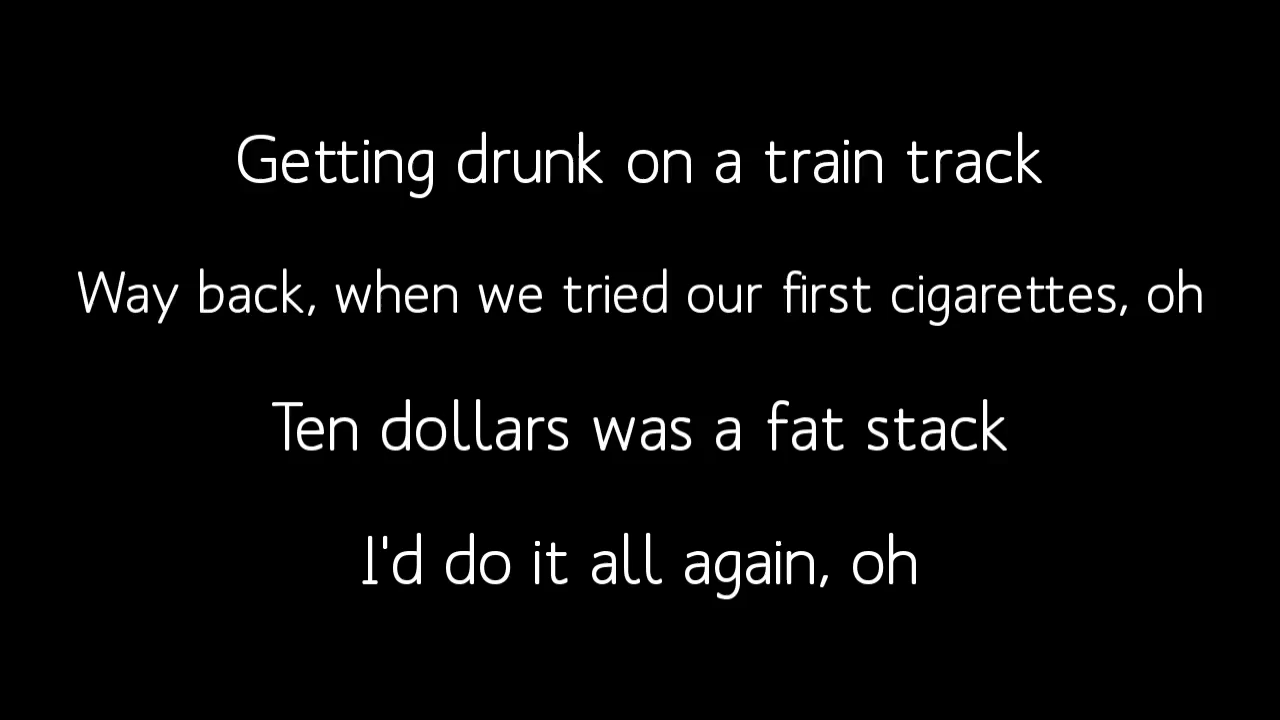 Getting drunk on a train track
Way back, when we tried our first cigarettes, oh
Ten dollars was a fat stack
I'd do it all again, oh